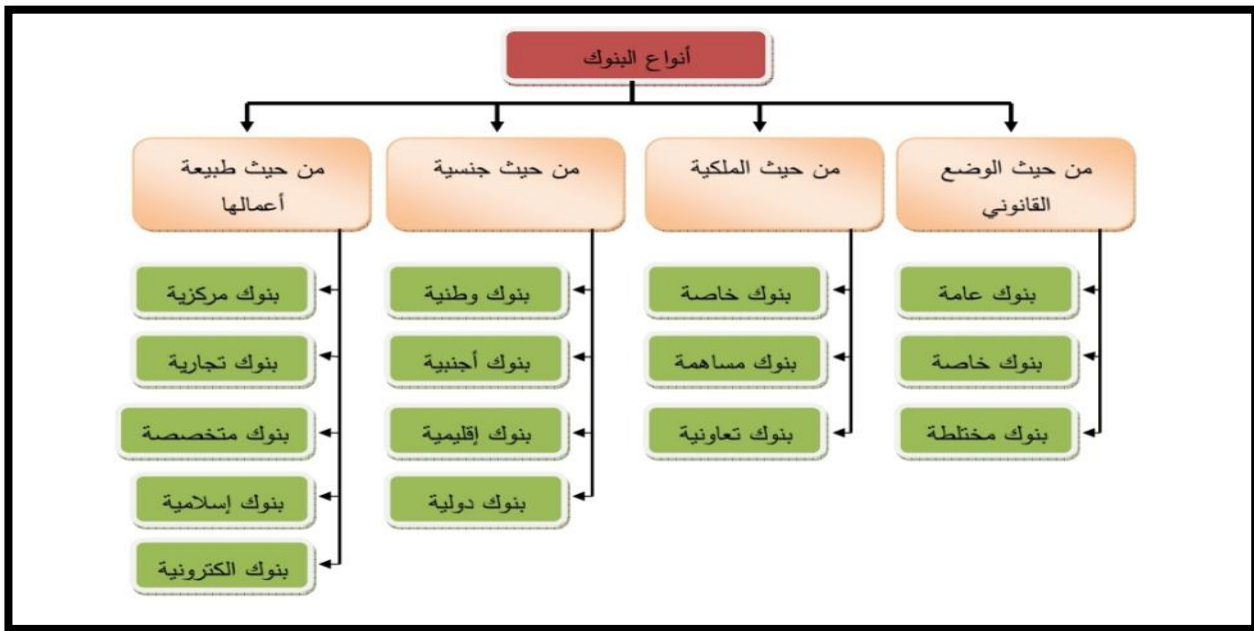 أنواع البنوك
من حيث الوضع
القانوني
بنوك عامة
بنوك خاصة
بنوك مختلطة
من حيث الملكية
بنوك خاصة
بنوك مساهمة
بنوك تعاونية
من حيث جنسية
بنوك وطنية
بنوك أجنبية
بنوك إقليمية
بنوك دولية
من حيث طبيعة
أعمالها
بنوك مركزية
بنوك تجارية
بنوك متخصصة
بنوك إسلامية
بنوك الكترونية